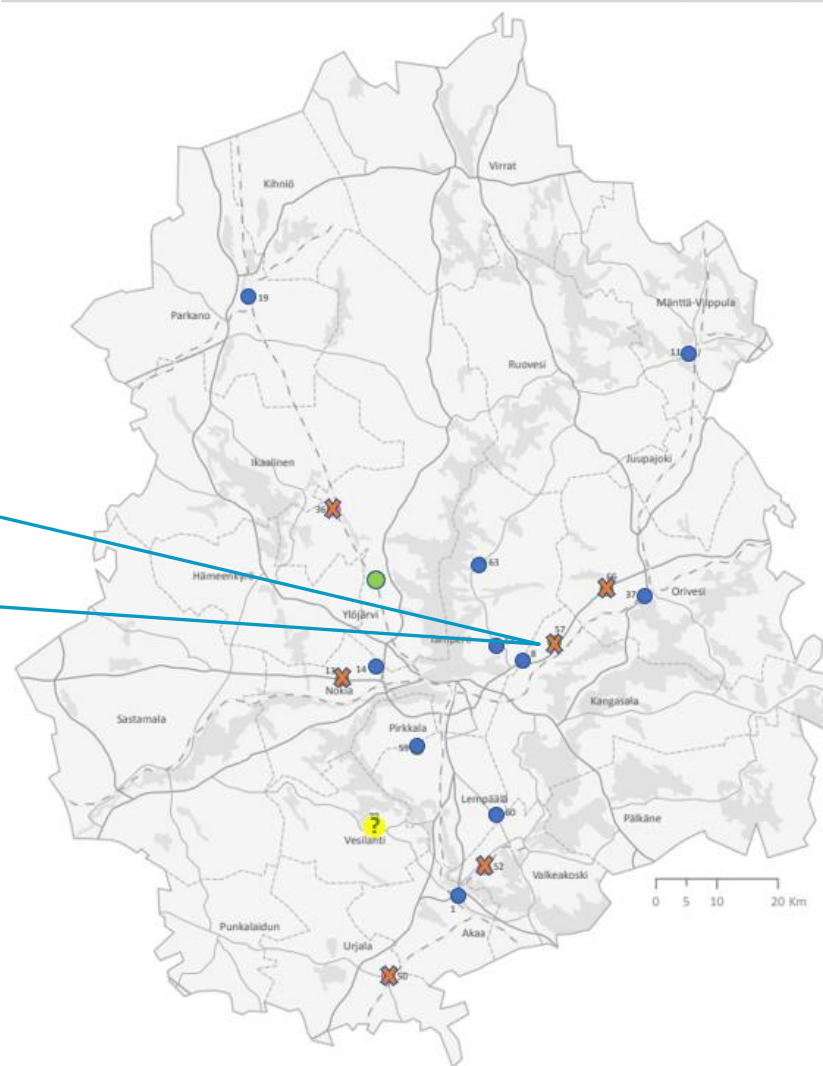 Virrat
Kihniö
19
Parkano
Mänttä-Vilppula
11
Ruovesi
Juupajoki
Ikaalinen
36
Hämeenkyrö
63
66
37
Orivesi
Ylöjärvi
57
Tampere
8
13
14
Nokia
Kangasala
Sastamala
Pirkkala
59
Lempäälä
60
?
Vesilahti
Pälkäne
52
Valkeakoski
0 5 10 20 Km
1
Punkalaidun
Akaa
Urjala
50